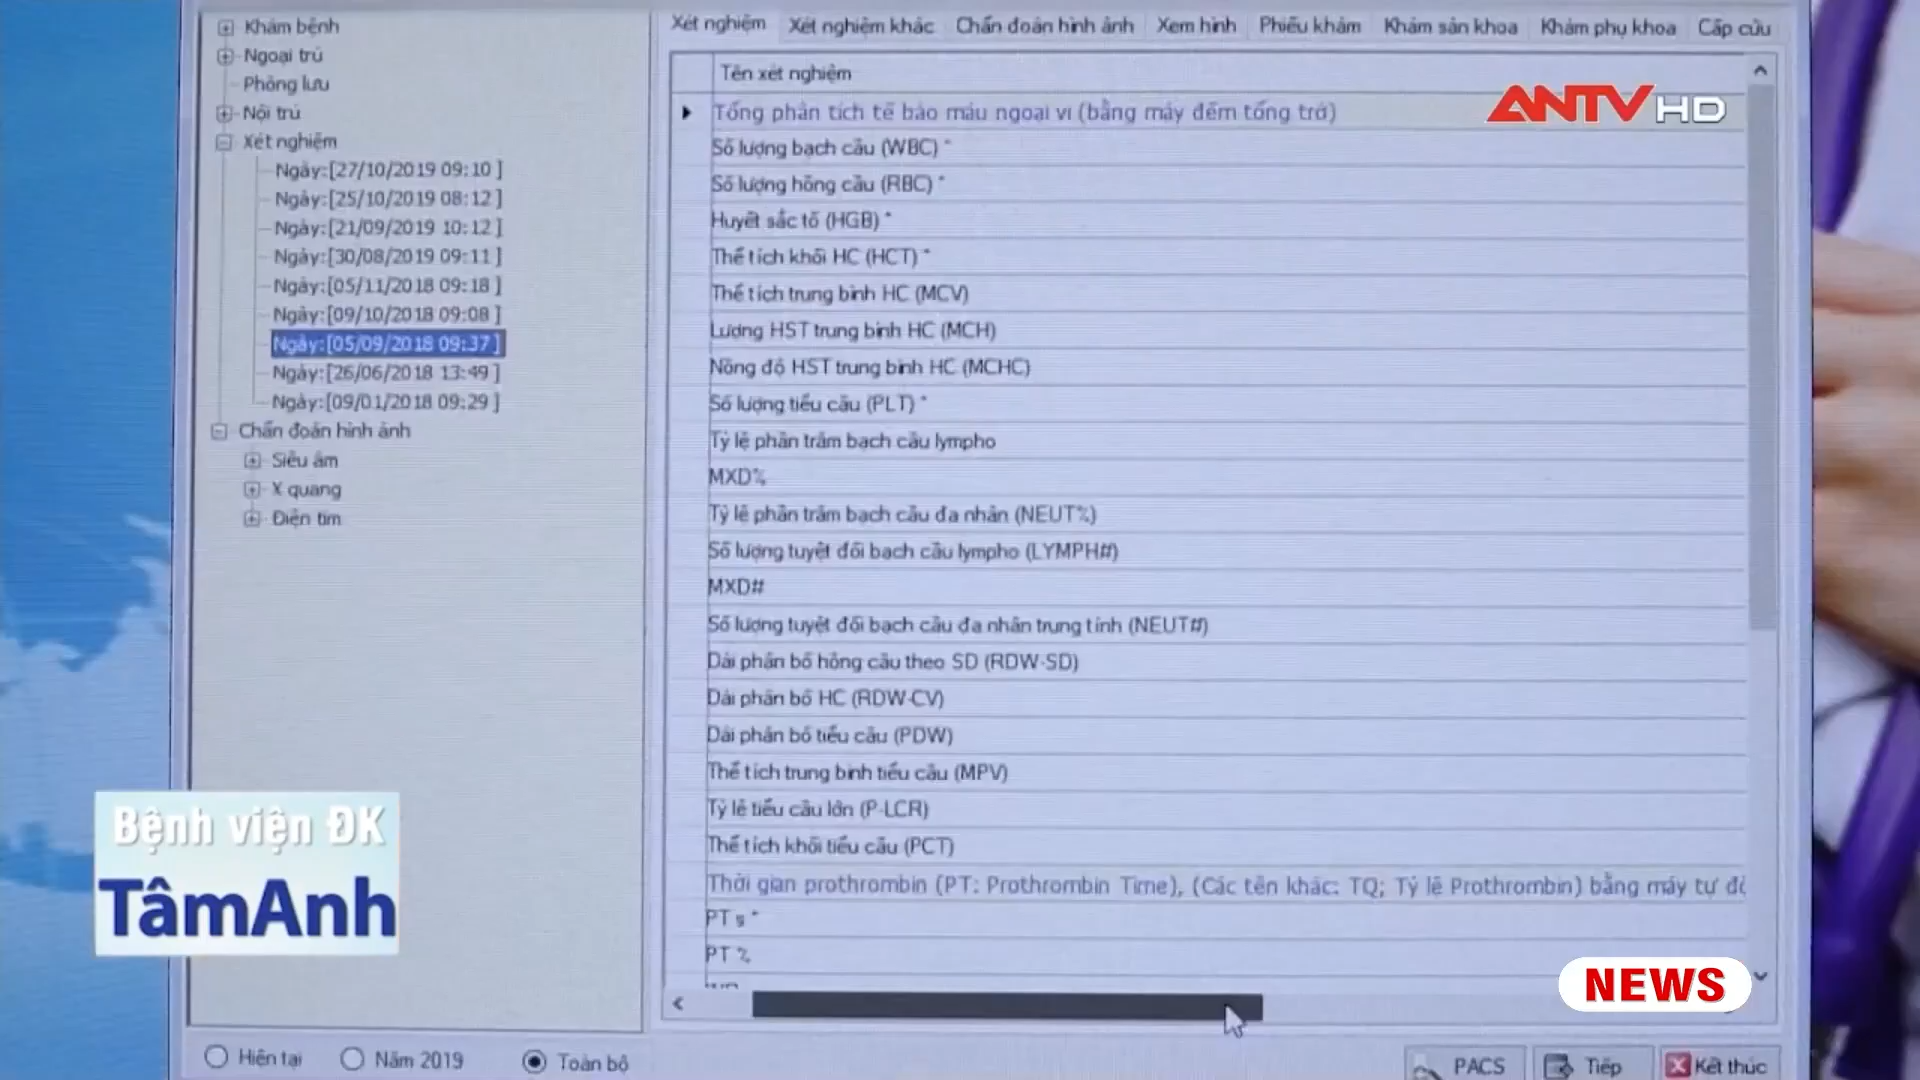 Khám bệnh
Ngoại trú
Phòng lưu
Nội trú
Xét nghiệm
Ngày:[27/10/2019 09:10 ]
Ngày:[25/10/2019 08:12 ]
Ngày:[21/09/2019 10:12 ]
Ngày:[30/08/2019 09:11 ]
Ngày:[05/11/2018 09:18 ]
Ngày:[09/10/2018 09:08 ]
Ngày:[05/09/2018 09:37 ]
Ngày:[26/06/2018 13:49 ]
Ngày:[09/01/2018 09:29 ]
Chẩn đoán hình ảnh
Siêu âm
X quang
Điện tim
Hiện tại Năm 2019 Toàn bộ
Xét nghiệm Xét nghiệm khác Chẩn đoán hình ảnh Xem hình Phiếu khám Khám sản khoa Khám phụ khoa Cấp cứu
Tên xét nghiệm
Tổng phân tích tế bào máu ngoại vi (bằng máy đếm tổng trở)
Số lượng bạch cầu (WBC) *
Số lượng hồng cầu (RBC) *
Huyết sắc tố (HGB) *
Thể tích khối HC (HCT) *
Thể tích trung bình HC (MCV)
Lượng HST trung bình HC (MCH)
Nồng độ HST trung bình HC (MCHC)
Số lượng tiểu cầu (PLT) *
Tỷ lệ phần trăm bạch cầu lympho
MXD%
Tỷ lệ phần trăm bạch cầu đa nhân (NEUT%)
Số lượng tuyệt đối bạch cầu lympho (LYMPH#)
MXD#
Số lượng tuyệt đối bạch cầu đa nhân trung tính (NEUT#)
Dải phân bố hồng cầu theo SD (RDW-SD)
Dải phân bố HC (RDW-CV)
Dải phân bố tiểu cầu (PDW)
Thể tích trung bình tiểu cầu (MPV)
Tỷ lệ tiểu cầu lớn (P-LCR)
Thể tích khối tiểu cầu (PCT)
Thời gian prothrombin (PT: Prothrombin Time), (Các tên khác: TQ; Tỷ lệ Prothrombin) bằng máy tự
PT s *
PT %
PACS Tiếp Kết thúc
ANTV HD
Bệnh viện ĐK
TâmAnh
NEWS